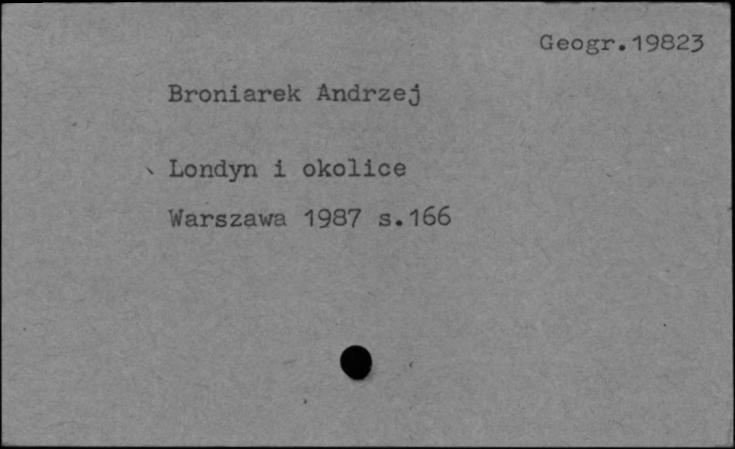 Geogr.19823
Broniarek Andrzej
Londyn i okolice
Warszawa 1987 s.166